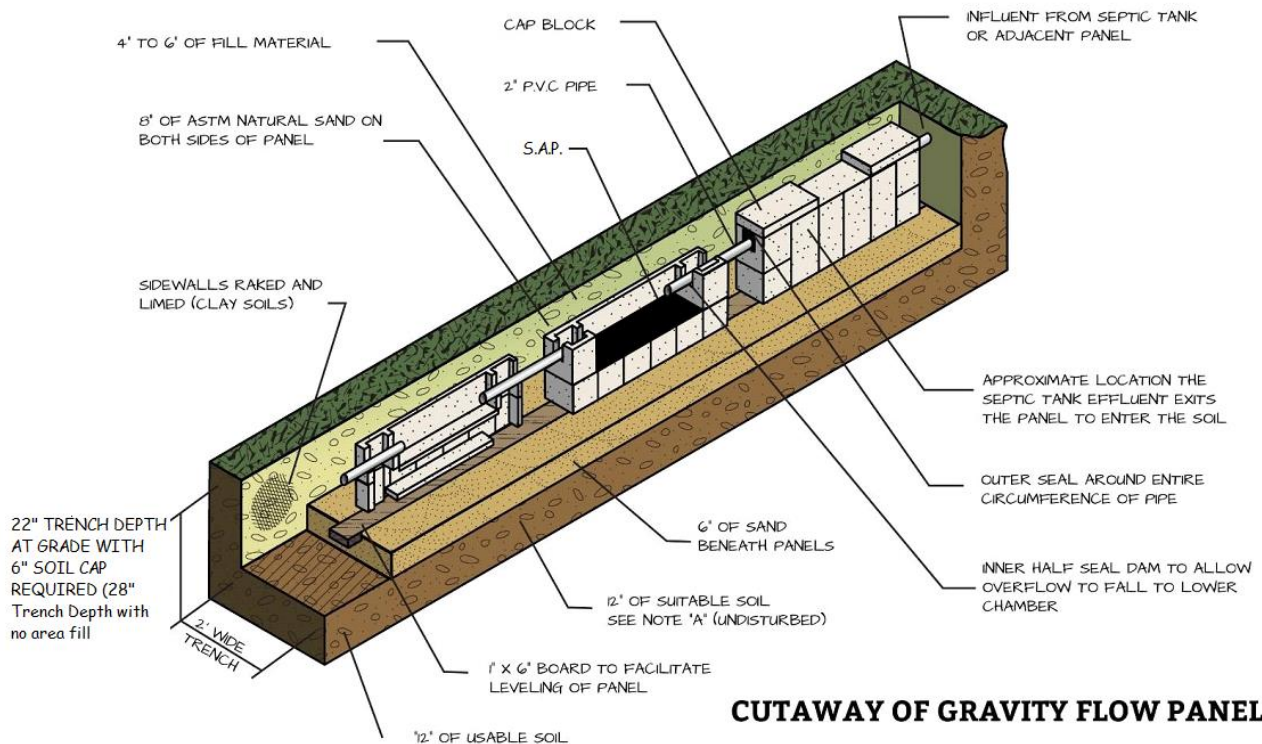 CAP BLOCK
INFLUENT FROM SEPTIC TANK
OR ADJACENT PANEL
4" TO 6" OF FILL MATERIAL
2" P.V.C PIPE
8" OF ASTM NATURAL SAND ON
BOTH SIDES OF PANEL
S.A.P.
SIDEWALLS RAKED AND
LIMED (CLAY SOILS)
APPROXIMATE LOCATION THE
SEPTIC TANK EFFLUENT EXITS
THE PANEL TO ENTER THE SOIL
OUTER SEAL AROUND ENTIRE
CIRCUMFERENCE OF PIPE
22" TRENCH DEPTH
AT GRADE WITH
6" SOIL CAP
REQUIRED (28"
Trench Depth with
no area fill
6" OF SAND
BENEATH PANELS
INNER HALF SEAL DAM TO ALLOW
OVERFLOW TO FALL TO LOWER
CHAMBER
12" OF SUITABLE SOIL
SEE NOTE "A" (UNDISTURBED)
2' WIDE
TRENCH
1" X 6" BOARD TO FACILITATE
LEVELING OF PANEL
"12" OF USABLE SOIL
CUTAWAY OF GRAVITY FLOW PANEL